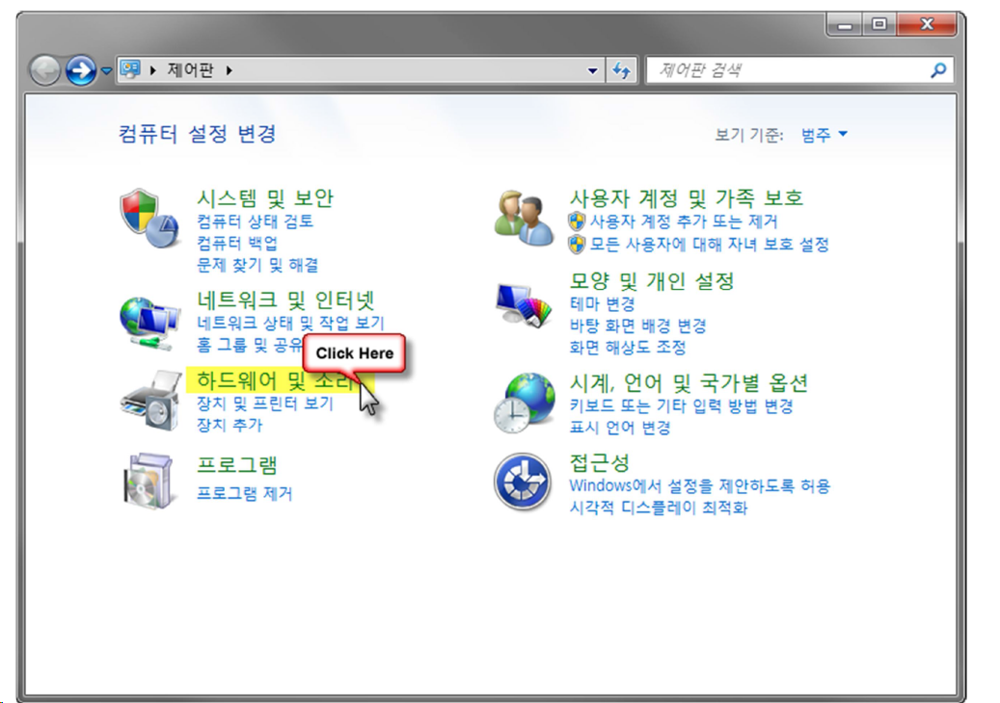 제어판
제어판 검색
컴퓨터 설정 변경
보기 기준: 범주
시스템 및 보안
컴퓨터 상태 검토
컴퓨터 백업
문제 찾기 및 해결
네트워크 및 인터넷
네트워크 상태 및 작업 보기
홈 그룹 및 공유
Click Here
하드웨어 및 소리
장치 및 프린터 보기
장치 추가
프로그램
프로그램 제거
사용자 계정 및 가족 보호
사용자 계정 추가 또는 제거
모든 사용자에 대해 자녀 보호 설정
모양 및 개인 설정
테마 변경
바탕 화면 배경 변경
화면 해상도 조정
시계, 언어 및 국가별 옵션
키보드 또는 기타 입력 방법 변경
표시 언어 변경
접근성
Windows에서 설정을 제안하도록 허용
시각적 디스플레이 최적화